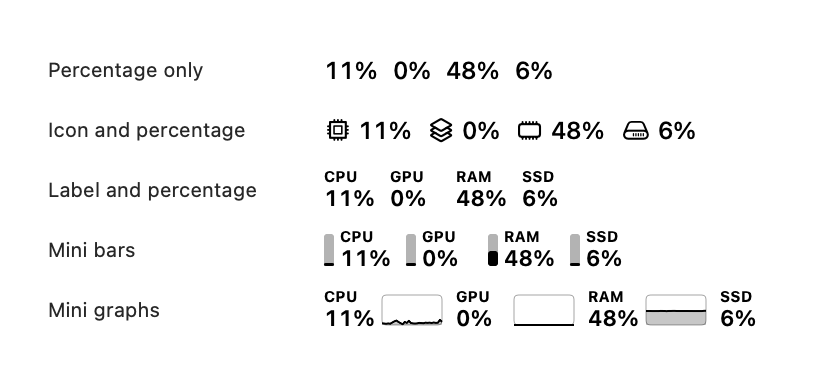 Percentage only 11% 0% 48% 6%
Icon and percentage 11% 0% 48% 6%
Label and percentage CPU GPU RAM SSD
11% 0% 48% 6%
Mini bars CPU GPU RAM SSD
11% 0% 48% 6%
Mini graphs CPU GPU RAM SSD
11% 0% 48% 6%